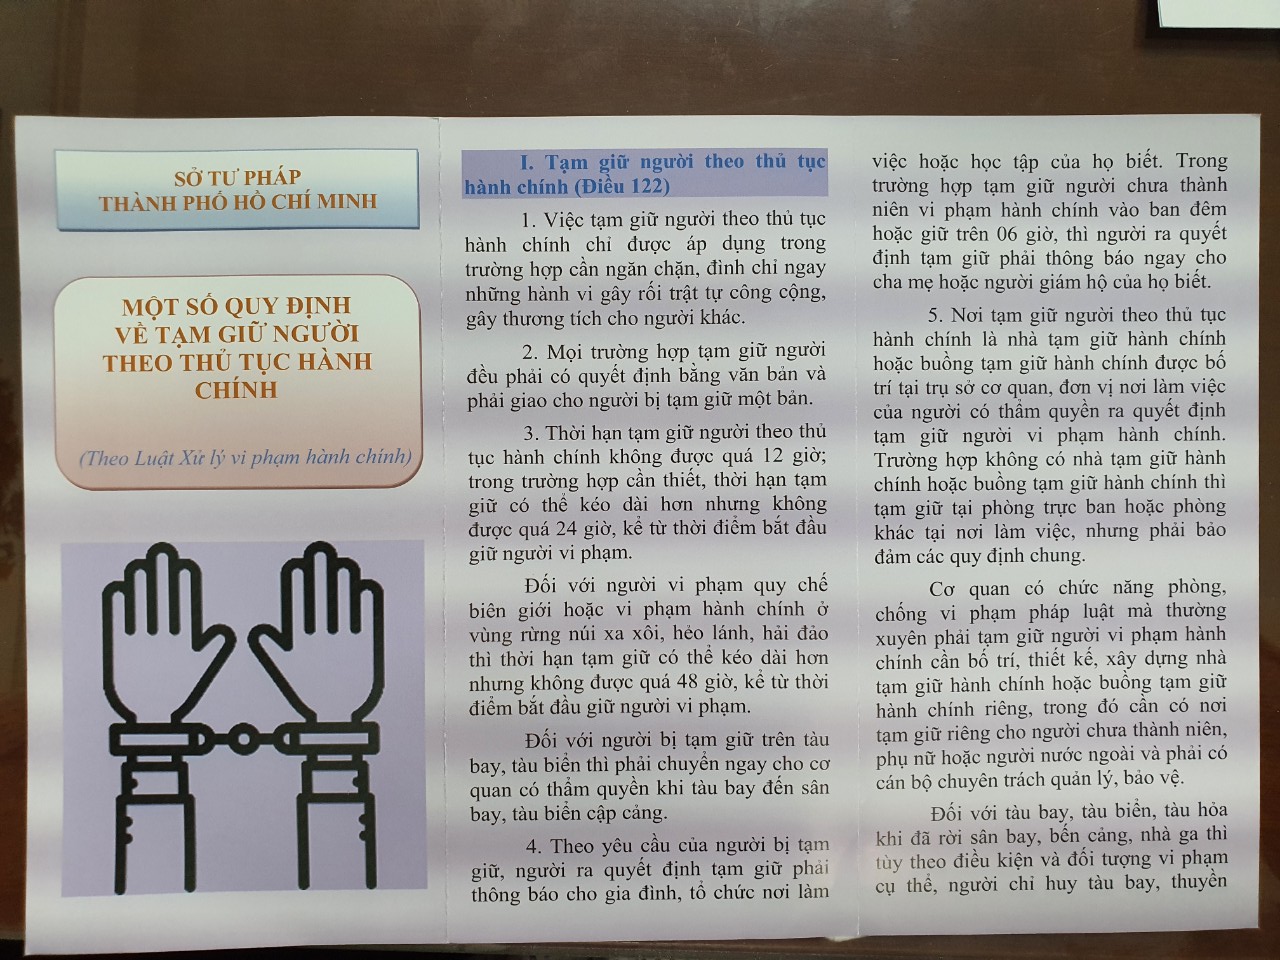 SỞ TƯ PHÁP
THÀNH PHỐ HỒ CHÍ MINH
MỘT SỐ QUY ĐỊNH
VỀ TẠM GIỮ NGƯỜI
THEO THỦ TỤC HÀNH
CHÍNH
(Theo Luật Xử lý vi phạm hành chính)
I. Tạm giữ người theo thủ tục
hành chính (Điều 122)
1. Việc tạm giữ người theo thủ tục
hành chính chỉ được áp dụng trong
trường hợp cần ngăn chặn, đình chỉ ngay
những hành vi gây rối trật tự công cộng,
gây thương tích cho người khác.
2. Mọi trường hợp tạm giữ người
đều phải có quyết định bằng văn bản và
phải giao cho người bị tạm giữ một bản.
3. Thời hạn tạm giữ người theo thủ
tục hành chính không được quá 12 giờ;
trong trường hợp cần thiết, thời hạn tạm
giữ có thể kéo dài hơn nhưng không
được quá 24 giờ, kể từ thời điểm bắt đầu
giữ người vi phạm.
Đối với người vi phạm quy chế
biên giới hoặc vi phạm hành chính ở
vùng rừng núi xa xôi, hẻo lánh, hải đảo
thì thời hạn tạm giữ có thể kéo dài hơn
nhưng không được quá 48 giờ, kể từ thời
điểm bắt đầu giữ người vi phạm.
Đối với người bị tạm giữ trên tàu
bay, tàu biển thì phải chuyển ngay cho cơ
quan có thẩm quyền khi tàu bay đến sân
bay, tàu biển cập cảng.
4. Theo yêu cầu của người bị tạm
giữ, người ra quyết định tạm giữ phải
thông báo cho gia đình, tổ chức nơi làm
việc hoặc học tập của họ biết. Trong
trường hợp tạm giữ người chưa thành
niên vi phạm hành chính vào ban đêm
hoặc giữ trên 06 giờ, thì người ra quyết
định tạm giữ phải thông báo ngay cho
cha mẹ hoặc người giám hộ của họ biết.
5. Nơi tạm giữ người theo thủ tục
hành chính là nhà tạm giữ hành chính
hoặc buồng tạm giữ hành chính được bố
trí tại trụ sở cơ quan, đơn vị nơi làm việc
của người có thẩm quyền ra quyết định
tạm giữ người vi phạm hành chính.
Trường hợp không có nhà tạm giữ hành
chính hoặc buồng tạm giữ hành chính thì
tạm giữ tại phòng trực ban hoặc phòng
khác tại nơi làm việc, nhưng phải bảo
đảm các quy định chung.
Cơ quan có chức năng phòng,
chống vi phạm pháp luật mà thường
xuyên phải tạm giữ người vi phạm hành
chính cần bố trí, thiết kế, xây dựng nhà
tạm giữ hành chính hoặc buồng tạm giữ
hành chính riêng, trong đó cần có nơi
tạm giữ riêng cho người chưa thành niên,
phụ nữ hoặc người nước ngoài và phải có
cán bộ chuyên trách quản lý, bảo vệ.
Đối với tàu bay, tàu biển, tàu hỏa
khi đã rời sân bay, bến cảng, nhà ga thì
tùy theo điều kiện và đối tượng vi phạm
cụ thể, người chỉ huy tàu bay, thuyền